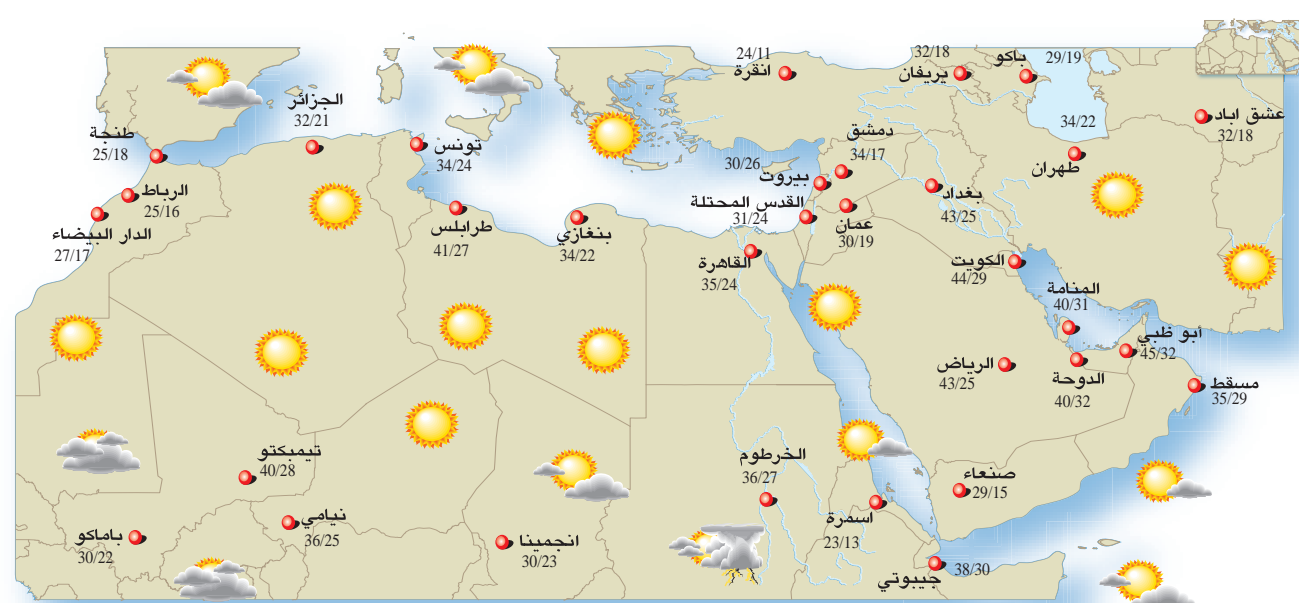 انقرة
24/11
يريفان
32/18
باكو
29/19
عشق اباد
32/18
طهران
34/22
الجزائر
32/21
طنجة
25/18
تونس
34/24
دمشق
34/17
بيروت
30/26
الرباط
25/16
الدار البيضاء
27/17
طرابلس
41/27
بنغازي
34/22
القدس المحتلة
31/24
عمان
30/19
بغداد
43/25
القاهرة
35/24
الكويت
44/29
المنامة
40/31
أبو ظبي
45/32
الرياض
43/25
الدوحة
40/32
مسقط
35/29
تيمبكتو
40/28
الخرطوم
36/27
صنعاء
29/15
باماكو
30/22
نيامي
36/25
انجمينا
30/23
اسمرة
23/13
جيبوتي
38/30